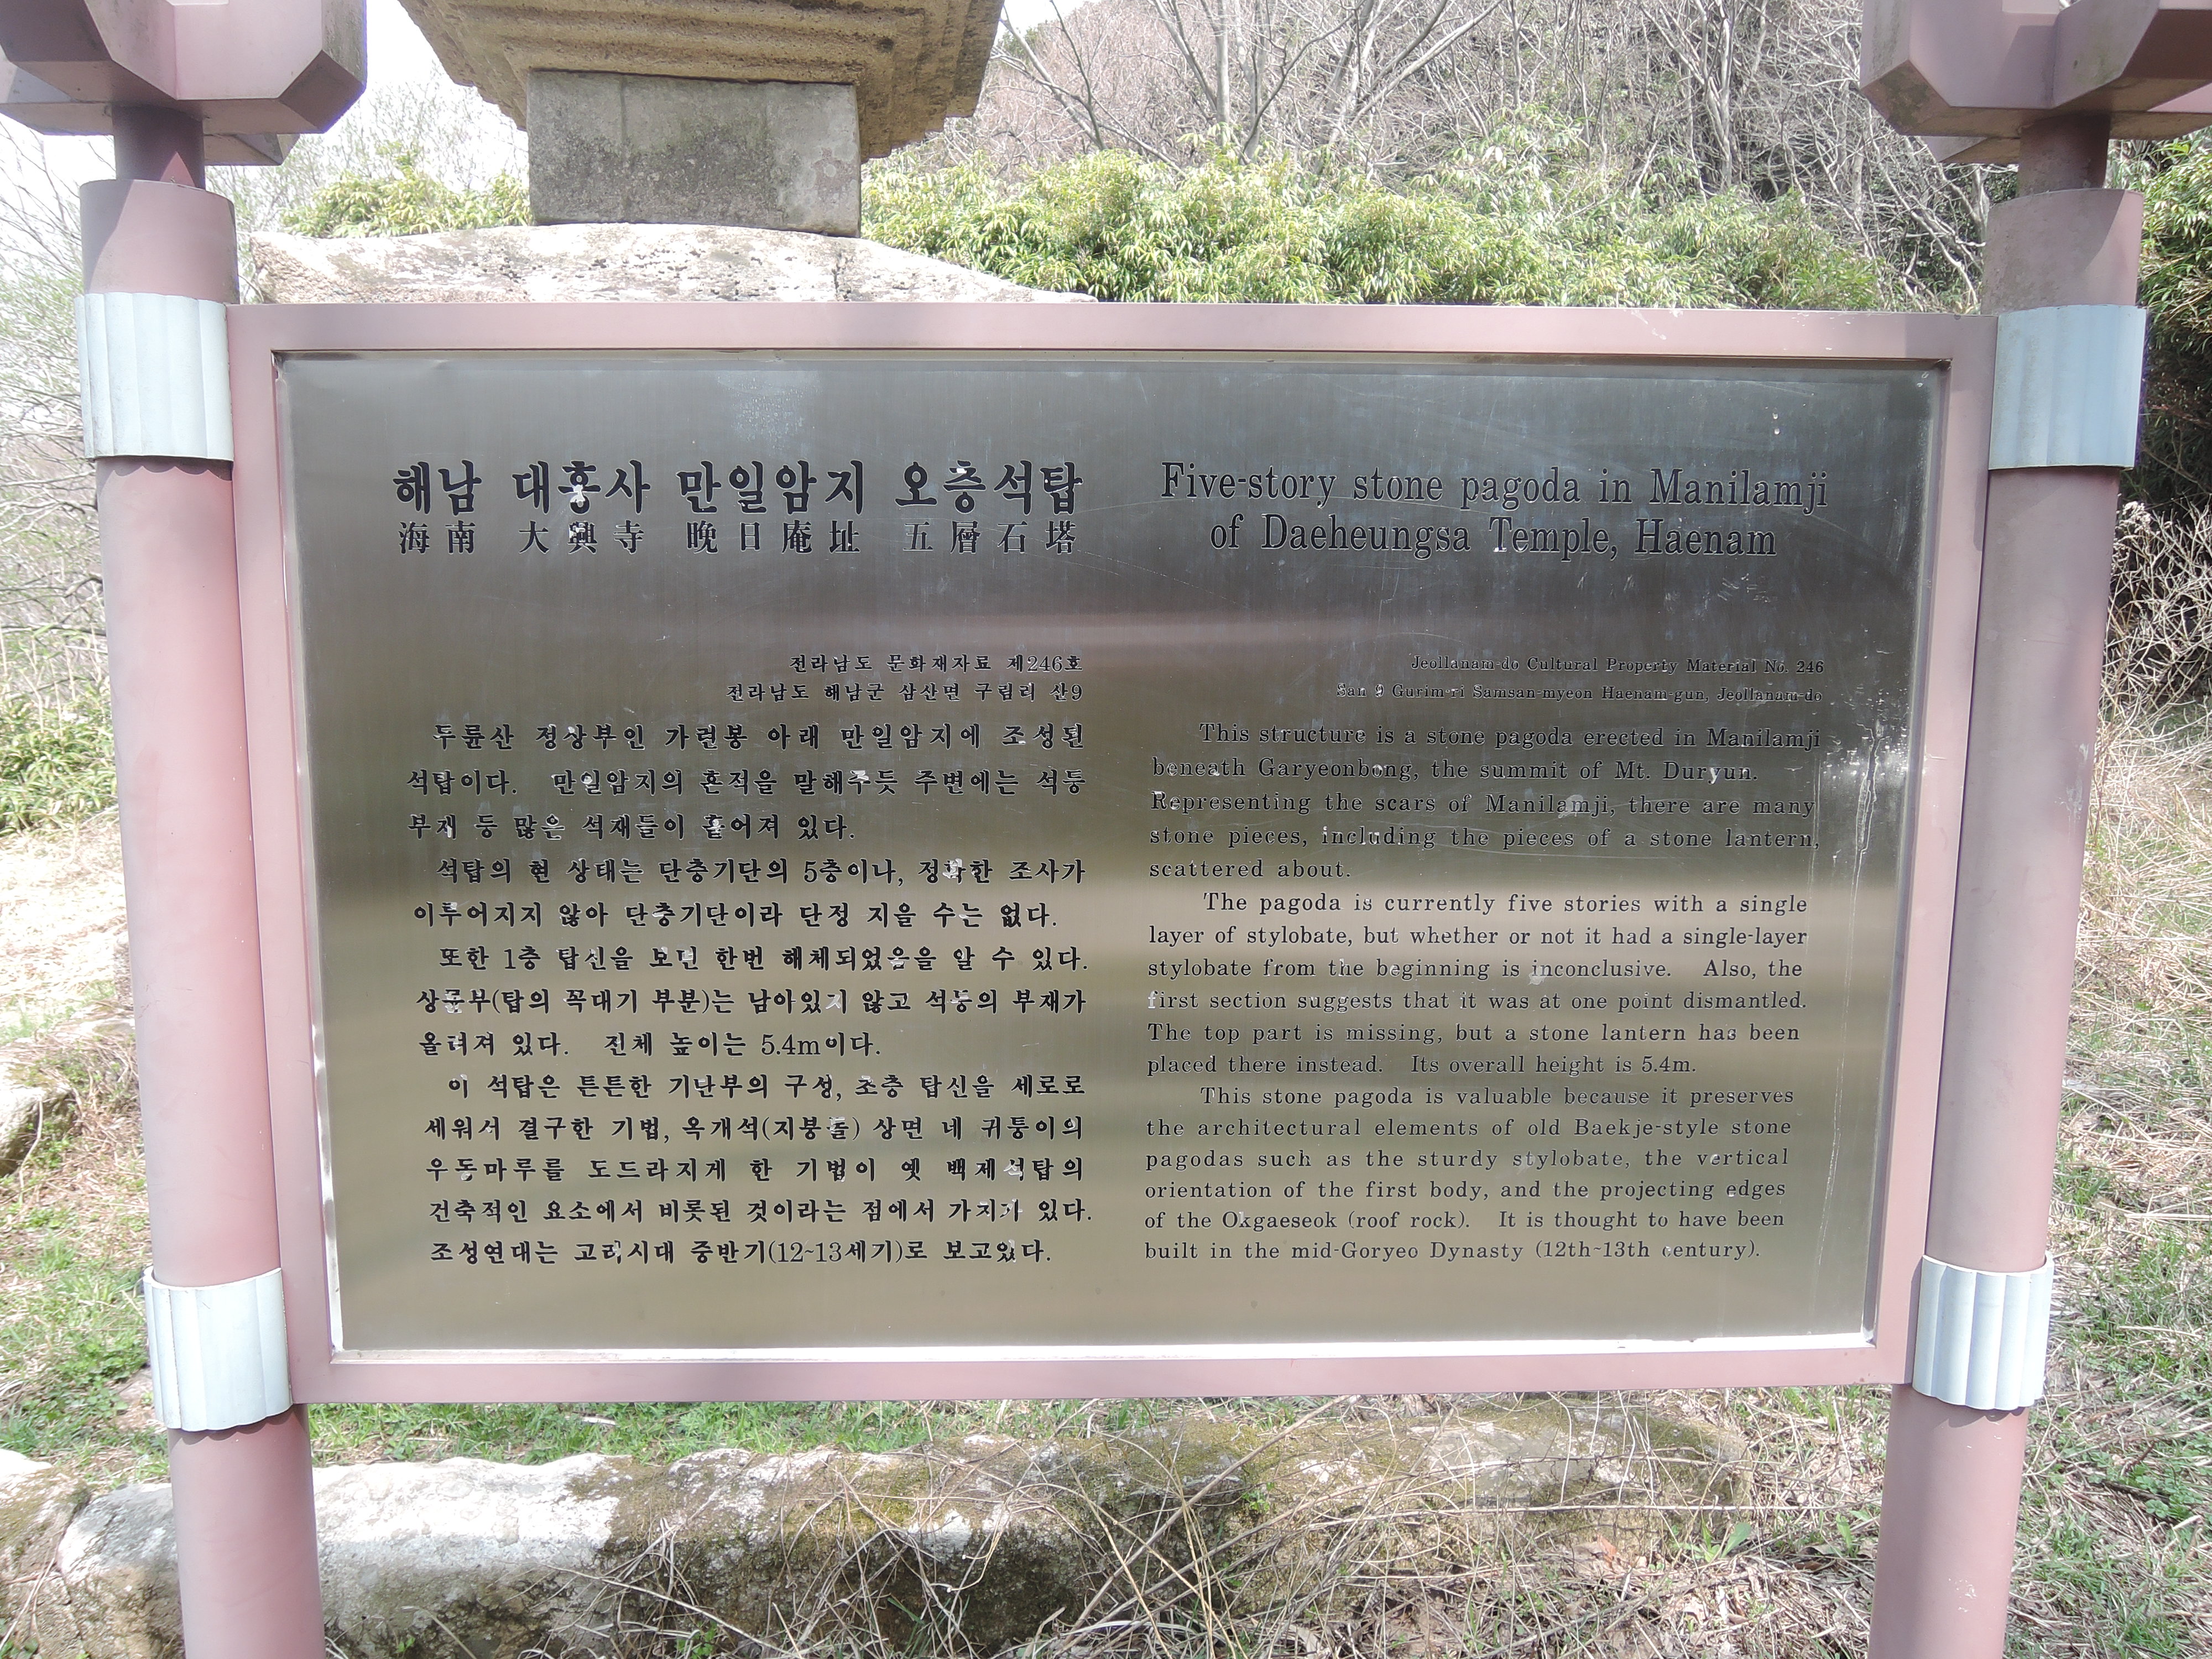 해남 대흥사 만일암지 오층석탑
海南 大興寺 晩日庵址 五層石塔
전라남도 문화재자료 제246호
전라남도 해남군 삼산면 구림리 산9
두륜산 정상부인 가련봉 아래 만일암지에 조성된
석탑이다. 만일암지의 흔적을 말해주듯 주변에는 석등
부재 등 많은 석재들이 흩어져 있다.
석탑의 현 상태는 단층기단의 5층이나, 정확한 조사가
이루어지지 않아 단층기단이라 단정 지을 수는 없다.
또한 1층 탑신을 보면 한번 해체되었음을 알 수 있다.
상륜부(탑의 꼭대기 부분)는 남아있지 않고 석등의 부재가
올려져 있다. 전체 높이는 5.4m이다.
이 석탑은 튼튼한 기단부의 구성, 초층 탑신을 세로로
세워서 결구한 기법, 옥개석(지붕돌) 상면 네 귀퉁이의
우동마루를 도드라지게 한 기법이 옛 백제석탑의
건축적인 요소에서 비롯된 것이라는 점에서 가치가 있다.
조성연대는 고려시대 중반기(12~13세기)로 보고있다.
Five-story stone pagoda in Manilamji
of Daeheungsa Temple, Haenam
Jeollanam-do Cultural Property Material No. 246
San 9 Gurim-ri Samsan-myeon Haenam-gun, Jeollanam-do
This structure is a stone pagoda erected in Manilamji
beneath Garyeonbong, the summit of Mt. Duryun.
Representing the scars of Manilamji, there are many
stone pieces, including the pieces of a stone lantern,
scattered about.
The pagoda is currently five stories with a single
layer of stylobate, but whether or not it had a single-layer
stylobate from the beginning is inconclusive. Also, the
first section suggests that it was at one point dismantled.
The top part is missing, but a stone lantern has been
placed there instead. Its overall height is 5.4m.
This stone pagoda is valuable because it preserves
the architectural elements of old Baekje-style stone
pagodas such as the sturdy stylobate, the vertical
orientation of the first body, and the projecting edges
of the Okgaeseok (roof rock). It is thought to have been
built in the mid-Goryeo Dynasty (12th~13th century).